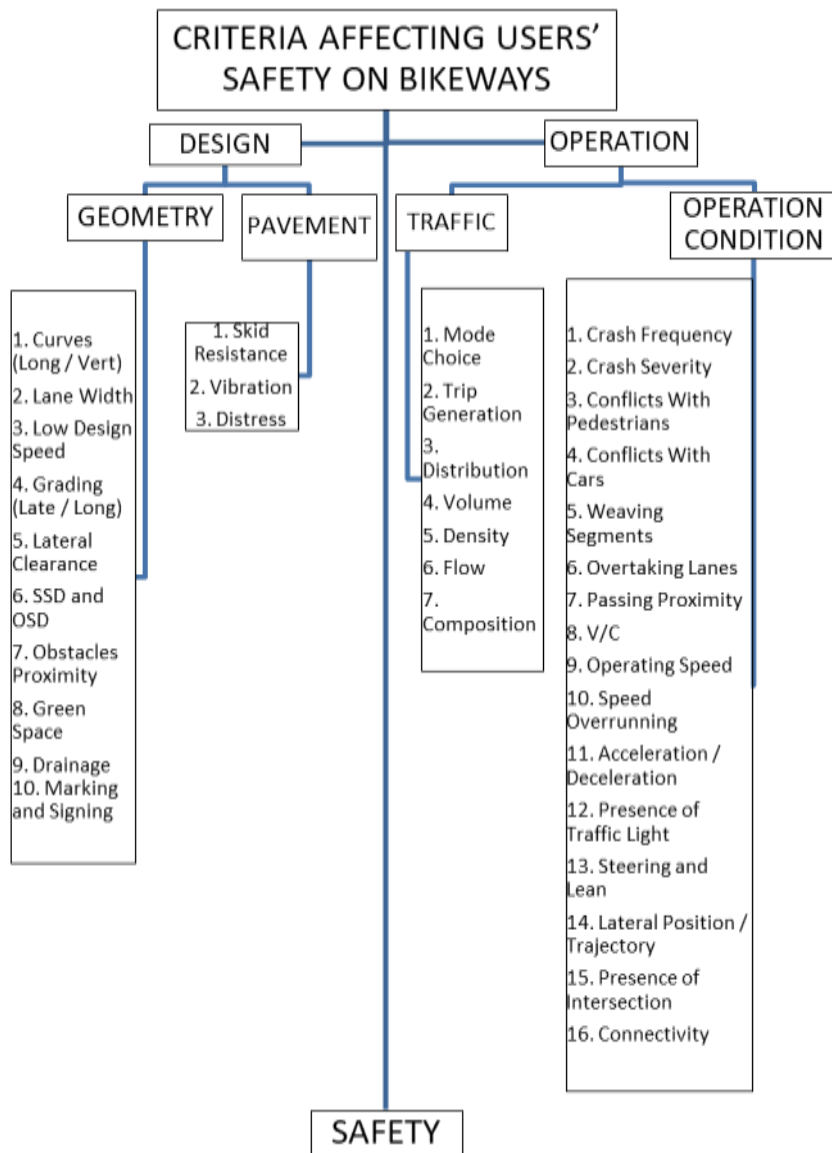 CRITERIA AFFECTING USERS'
SAFETY ON BIKEWAYS
DESIGN
OPERATION
GEOMETRY
PAVEMENT
TRAFFIC
OPERATION
CONDITION
1. Curves
(Long / Vert)
2. Lane Width
3. Low Design
Speed
4. Grading
(Late / Long)
5. Lateral
Clearance
6. SSD and
OSD
7. Obstacles
Proximity
8. Green
Space
9. Drainage
10. Marking
and Signing
1. Skid
Resistance
2. Vibration
3. Distress
1. Mode
Choice
2. Trip
Generation
3.
Distribution
4. Volume
5. Density
6. Flow
7.
Composition
1. Crash Frequency
2. Crash Severity
3. Conflicts With
Pedestrians
4. Conflicts With
Cars
5. Weaving
Segments
6. Overtaking Lanes
7. Passing Proximity
8. V/C
9. Operating Speed
10. Speed
Overrunning
11. Acceleration /
Deceleration
12. Presence of
Traffic Light
13. Steering and
Lean
14. Lateral Position /
Trajectory
15. Presence of
Intersection
16. Connectivity
SAFETY